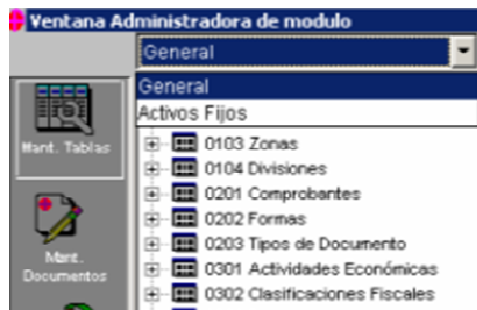 Ventana Administradora de modulo
General
General
Activos Fijos
Mant. Tablas
0103 Zonas
0104 Divisiones
0201 Comprobantes
0202 Formas
0203 Tipos de Documento
Mant.
Documentos
0301 Actividades Económicas
0302 Clasificaciones Fiscales